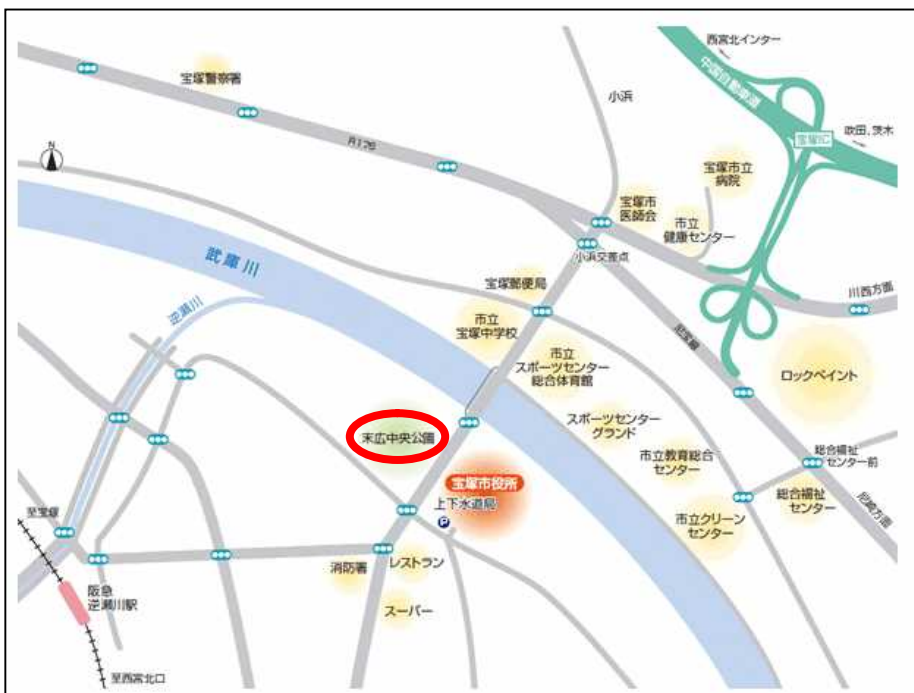 西宮北インター
中国自動車道
宝塚警察署
小浜
吹田、茨木
宝塚IC
R176
N
宝塚市立
病院
宝塚市
医師会
市立
健康センター
武庫川
小浜交差点
宝塚郵便局
川西方面
逆瀬川
市立
宝塚中学校
尼宝線
市立
スポーツセンター
総合体育館
ロックペイント
スポーツセンター
グランド
末広中央公園
市立教育総合
センター
総合福祉
センター前
宝塚市役所
上下水道局
総合福祉
センター
尼崎方面
至宝塚
P
市立クリーン
センター
消防署
レストラン
阪急
逆瀬川駅
スーパー
至西宮北口